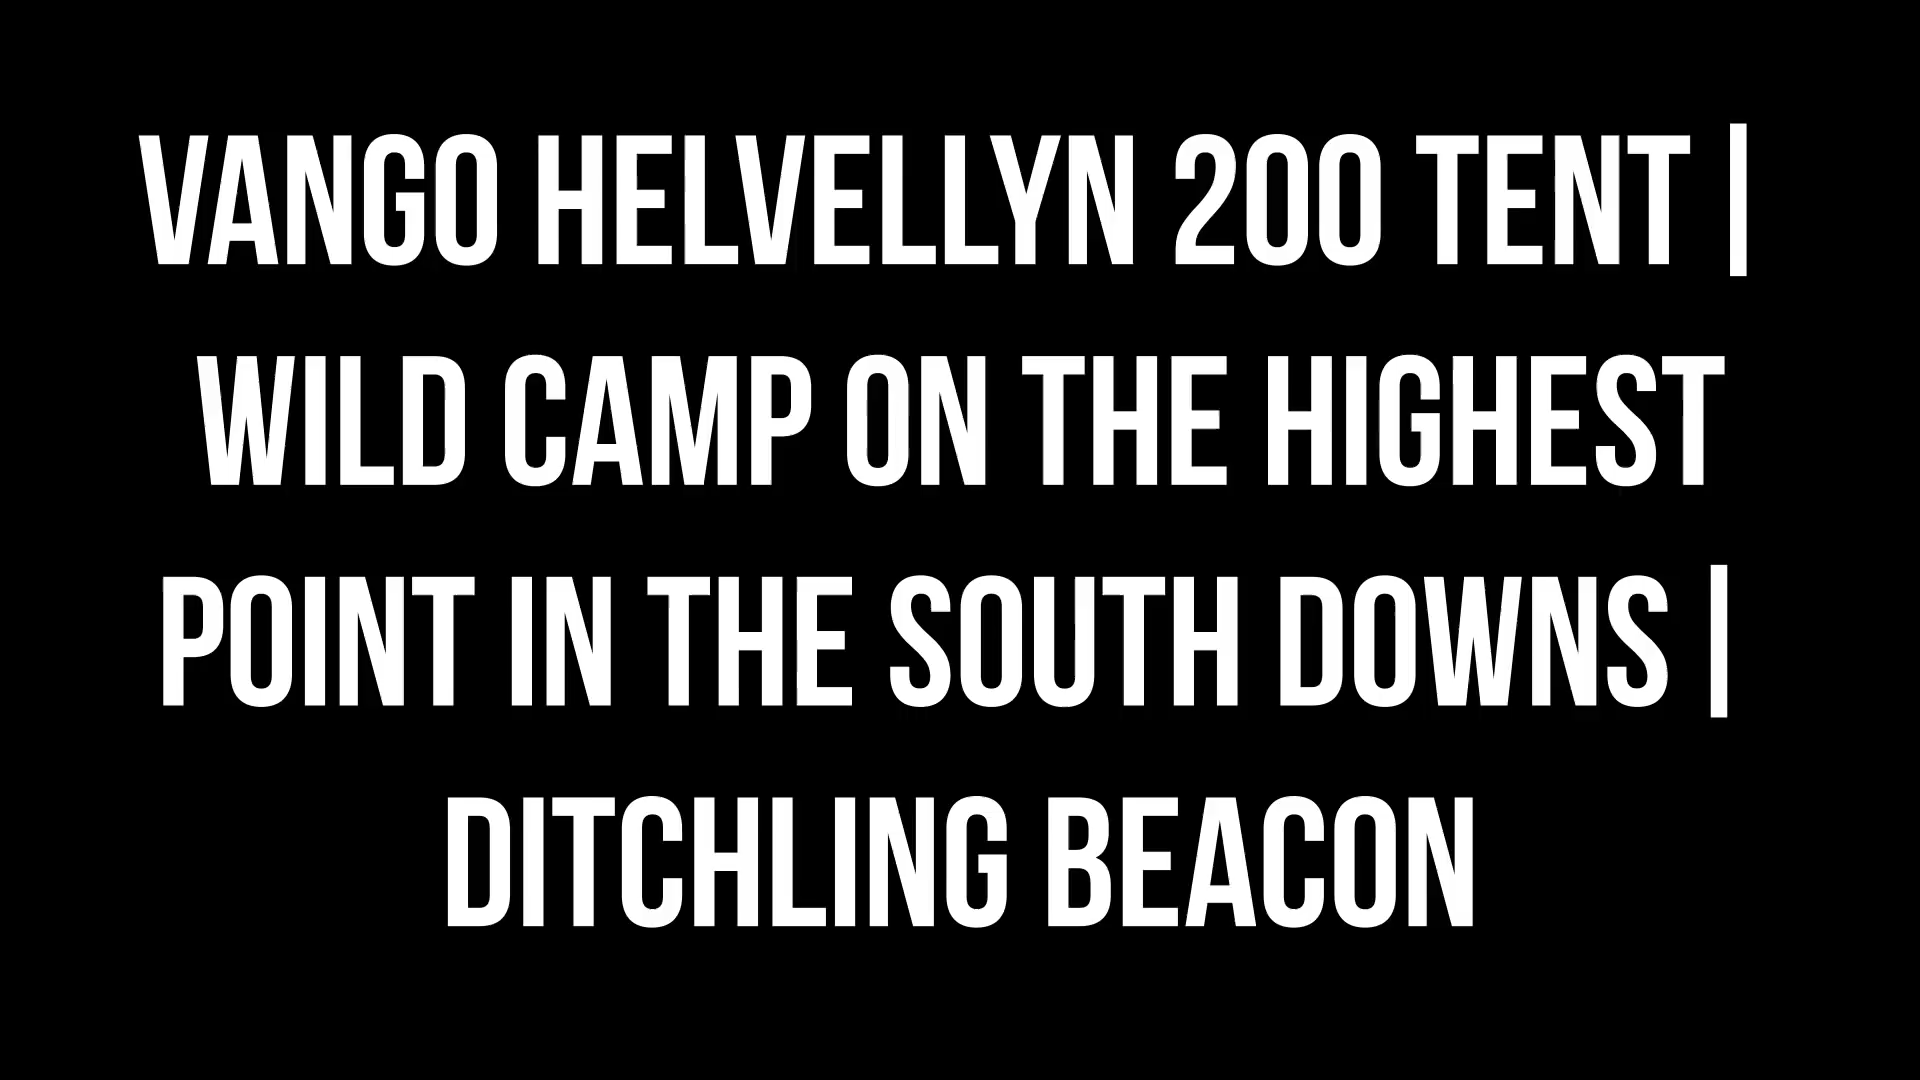 VANGO HELVELLYN 200 TENT |
WILD CAMP ON THE HIGHEST
POINT IN THE SOUTH DOWNS |
DITCHLING BEACON